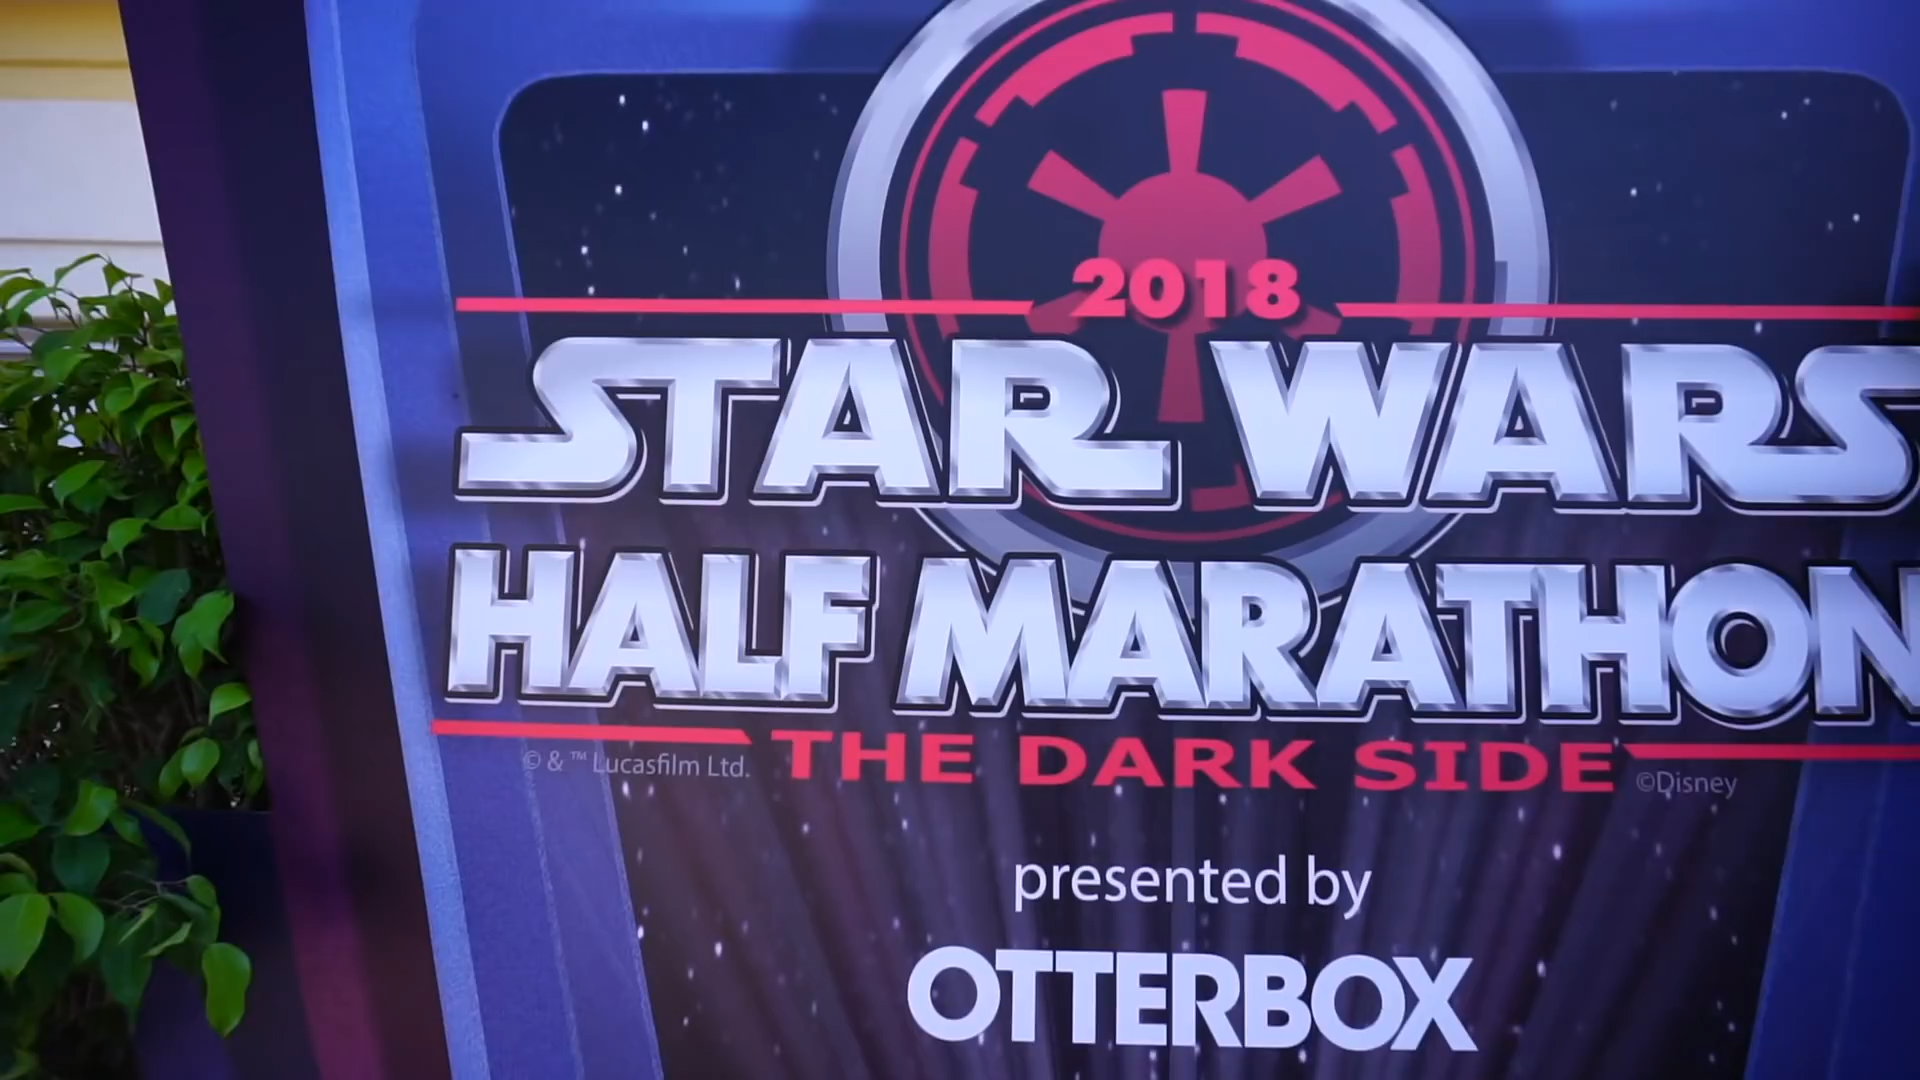 2018
STAR WARS
HALF MARATHON
© & ™ Lucasfilm Ltd. THE DARK SIDE ©Disney
presented by
OTTERBOX